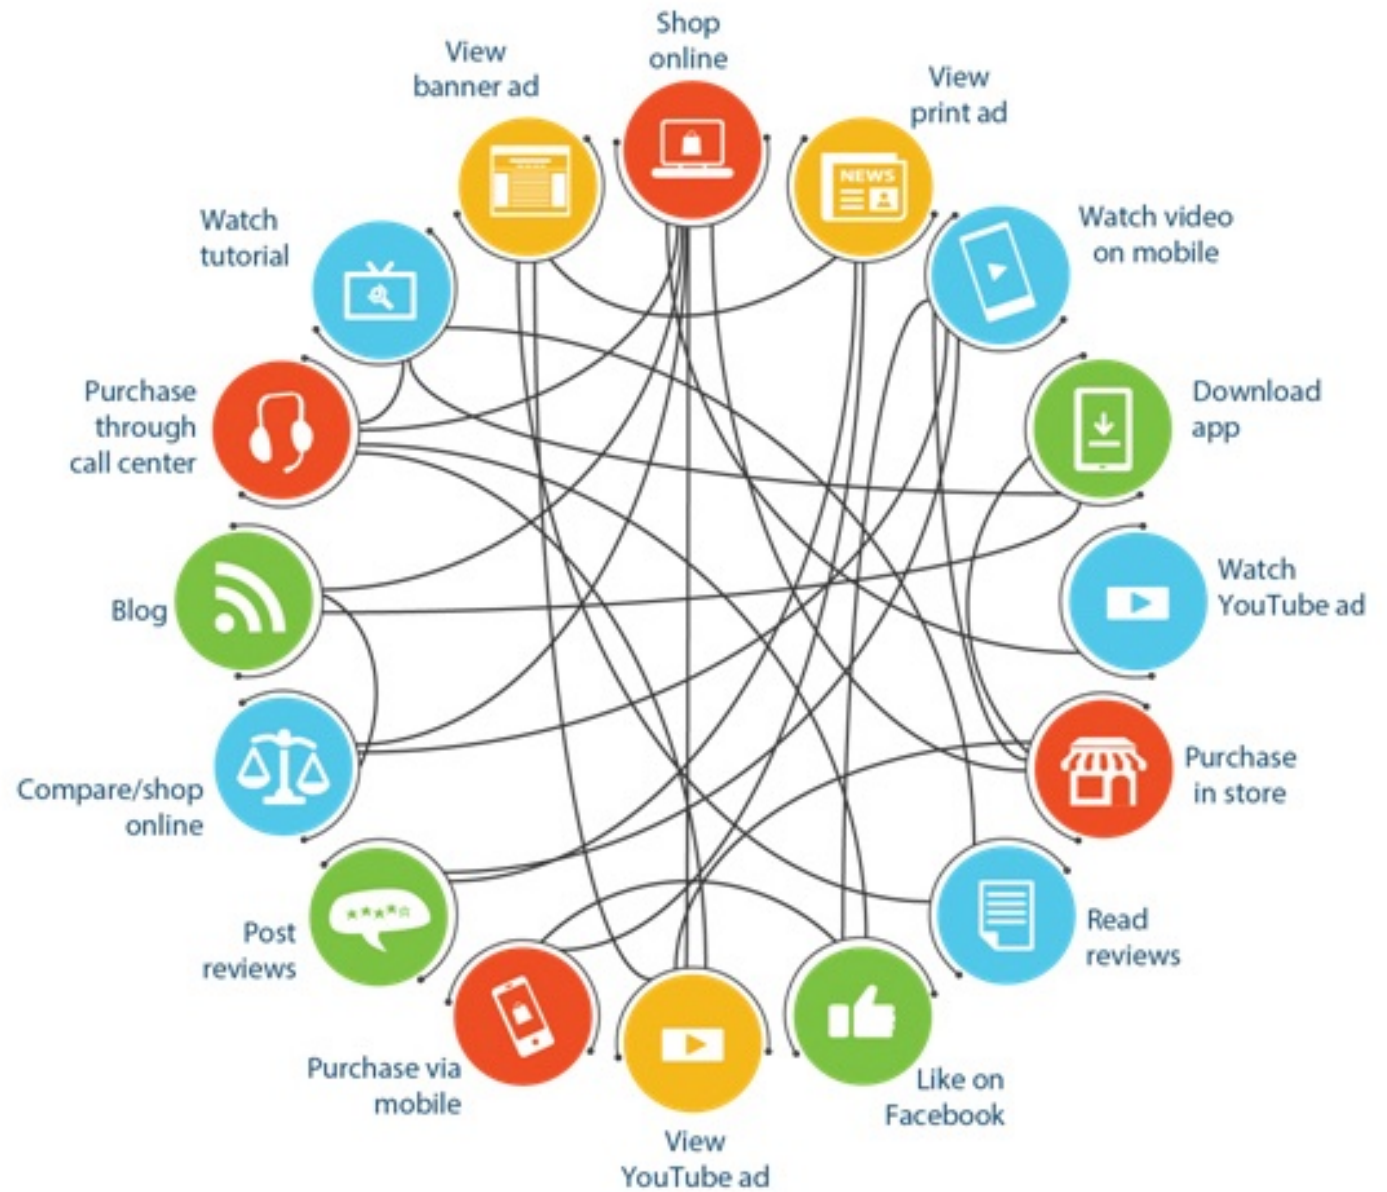 Shop
online
View
banner ad
View
print ad
NEWS
Watch
tutorial
Watch video
on mobile
Purchase
through
call center
Download
app
Blog
Watch
YouTube ad
Compare/shop
online
Purchase
in store
Post
reviews
Read
reviews
Purchase via
mobile
Like on
Facebook
View
YouTube ad